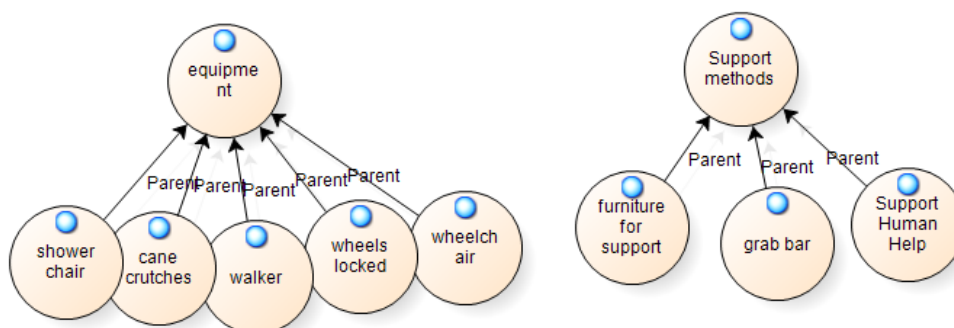 equipme
nt
Support
methods
Parent
Parent
Parent
Parent
Parent
Parent
Parent
Parent
shower
chair
cane
crutches
walker
wheels
locked
wheelch
air
furniture
for
support
grab bar
Support
Human
Help